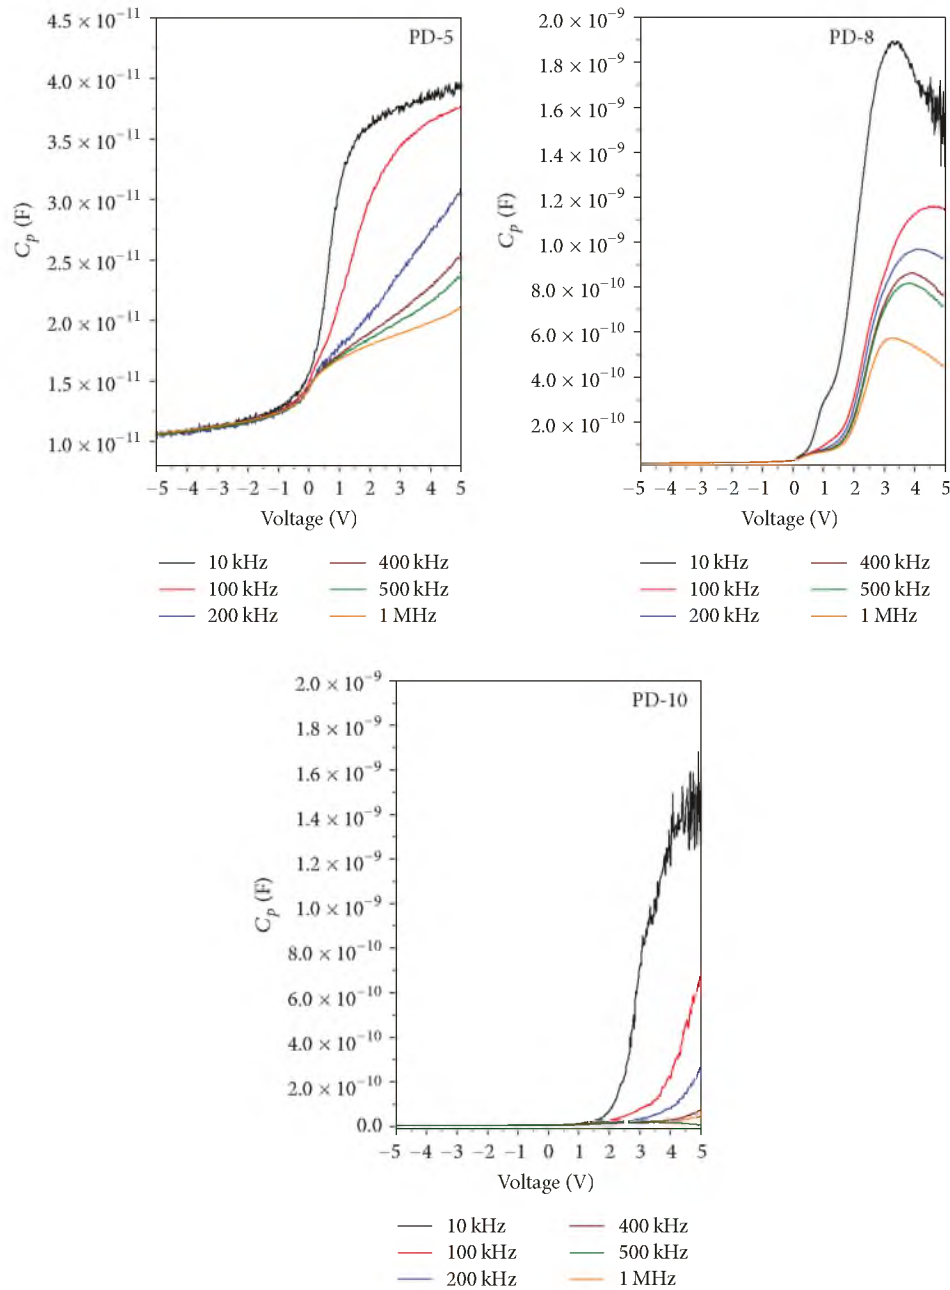 4.5 × 10⁻¹¹
4.0 × 10⁻¹¹
3.5 × 10⁻¹¹
3.0 × 10⁻¹¹
2.5 × 10⁻¹¹
2.0 × 10⁻¹¹
1.5 × 10⁻¹¹
1.0 × 10⁻¹¹
Cₚ (F)
PD-5
−5 −4 −3 −2 −1 0 1 2 3 4 5
Voltage (V)
10 kHz 400 kHz
100 kHz 500 kHz
200 kHz 1 MHz
2.0 × 10⁻⁹
1.8 × 10⁻⁹
1.6 × 10⁻⁹
1.4 × 10⁻⁹
1.2 × 10⁻⁹
1.0 × 10⁻⁹
8.0 × 10⁻¹⁰
6.0 × 10⁻¹⁰
4.0 × 10⁻¹⁰
2.0 × 10⁻¹⁰
Cₚ (F)
PD-8
−5 −4 −3 −2 −1 0 1 2 3 4 5
Voltage (V)
10 kHz 400 kHz
100 kHz 500 kHz
200 kHz 1 MHz
2.0 × 10⁻⁹
1.8 × 10⁻⁹
1.6 × 10⁻⁹
1.4 × 10⁻⁹
1.2 × 10⁻⁹
1.0 × 10⁻⁹
8.0 × 10⁻¹⁰
6.0 × 10⁻¹⁰
4.0 × 10⁻¹⁰
2.0 × 10⁻¹⁰
0.0
Cₚ (F)
PD-10
−5 −4 −3 −2 −1 0 1 2 3 4 5
Voltage (V)
10 kHz 400 kHz
100 kHz 500 kHz
200 kHz 1 MHz